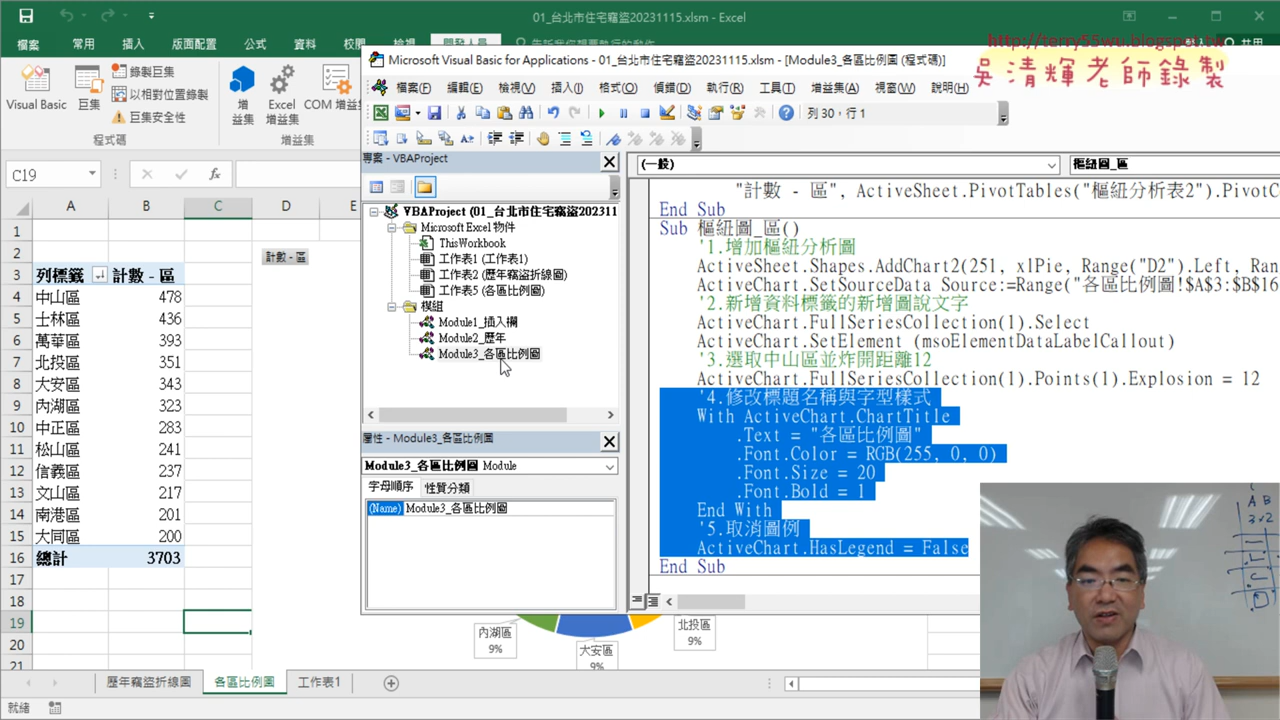 01_台北市住宅竊盜20231115.xlsm - Excel
檔案 常用 插入 版面配置 公式 資料 校閱 檢視 開發人員
http://terry55wu.blogspot.tw
吳清輝老師錄製
Visual Basic 巨集 錄製巨集 以相對位置錄製 巨集安全性
程式碼
增益集 Excel 增益集 COM 增益
增益集
C19 fx
A B C D E
1
2 計數 - 區
3 列標籤 計數 - 區
4 中山區 478
5 士林區 436
6 萬華區 393
7 北投區 351
8 大安區 343
9 內湖區 323
10 中正區 283
11 松山區 241
12 信義區 237
13 文山區 217
14 南港區 201
15 大同區 200
16 總計 3703
17
18
19
20
21
內湖區 9%
大安區 9%
北投區 9%
歷年竊盜折線圖 各區比例圖 工作表1
就緒
Microsoft Visual Basic for Applications - 01_台北市住宅竊盜20231115.xlsm - [Module3_各區比例圖 (程式碼)]
檔案(F) 編輯(E) 檢視(V) 插入(I) 格式(O) 偵錯(D) 執行(R) 工具(T) 增益集(A) 視窗(W) 說明(H)
列 30，行 1
專案 - VBAProject
VBAProject (01_台北市住宅竊盜202311
Microsoft Excel 物件
ThisWorkbook
工作表1 (工作表1)
工作表2 (歷年竊盜折線圖)
工作表5 (各區比例圖)
模組
Module1_插入欄
Module2_歷年
Module3_各區比例圖
屬性 - Module3_各區比例圖
Module3_各區比例圖 Module
字母順序 性質分類
(Name) Module3_各區比例圖
(一般) 樞紐圖_區
"計數 - 區", ActiveSheet.PivotTables("樞紐分析表2").PivotC
End Sub
Sub 樞紐圖_區()
'1.增加樞紐分析圖
ActiveSheet.Shapes.AddChart2(251, xlPie, Range("D2").Left, Ran
ActiveChart.SetSourceData Source:=Range("各區比例圖!$A$3:$B$16
'2.新增資料標籤的新增圖說文字
ActiveChart.FullSeriesCollection(1).Select
ActiveChart.SetElement (msoElementDataLabelCallout)
'3.選取中山區並炸開距離12
ActiveChart.FullSeriesCollection(1).Points(1).Explosion = 12
'4.修改標題名稱與字型樣式
With ActiveChart.ChartTitle
.Text = "各區比例圖"
.Font.Color = RGB(255, 0, 0)
.Font.Size = 20
.Font.Bold = 1
End With
'5.取消圖例
ActiveChart.HasLegend = False
End Sub